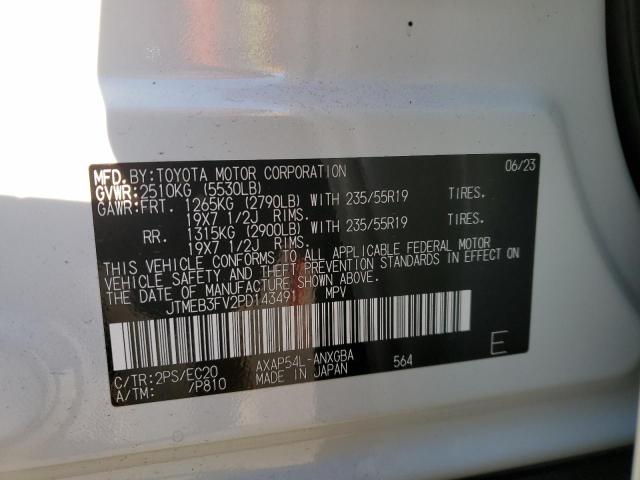 MFD. BY: TOYOTA MOTOR CORPORATION 06/23
GVWR: 2510KG (5530LB)
GAWR: FRT. 1265KG (2790LB) WITH 235/55R19 TIRES.
19X7 1/2J RIMS.
RR. 1315KG (2900LB) WITH 235/55R19 TIRES.
19X7 1/2J RIMS.
THIS VEHICLE CONFORMS TO ALL APPLICABLE FEDERAL MOTOR
VEHICLE SAFETY AND THEFT PREVENTION STANDARDS IN EFFECT ON
THE DATE OF MANUFACTURE SHOWN ABOVE.
JTMEB3FV2PD143491 MPV
C/TR: 2PS/EC20 AXAP54L-ANXGBA 564 E
A/TM: /P810 MADE IN JAPAN